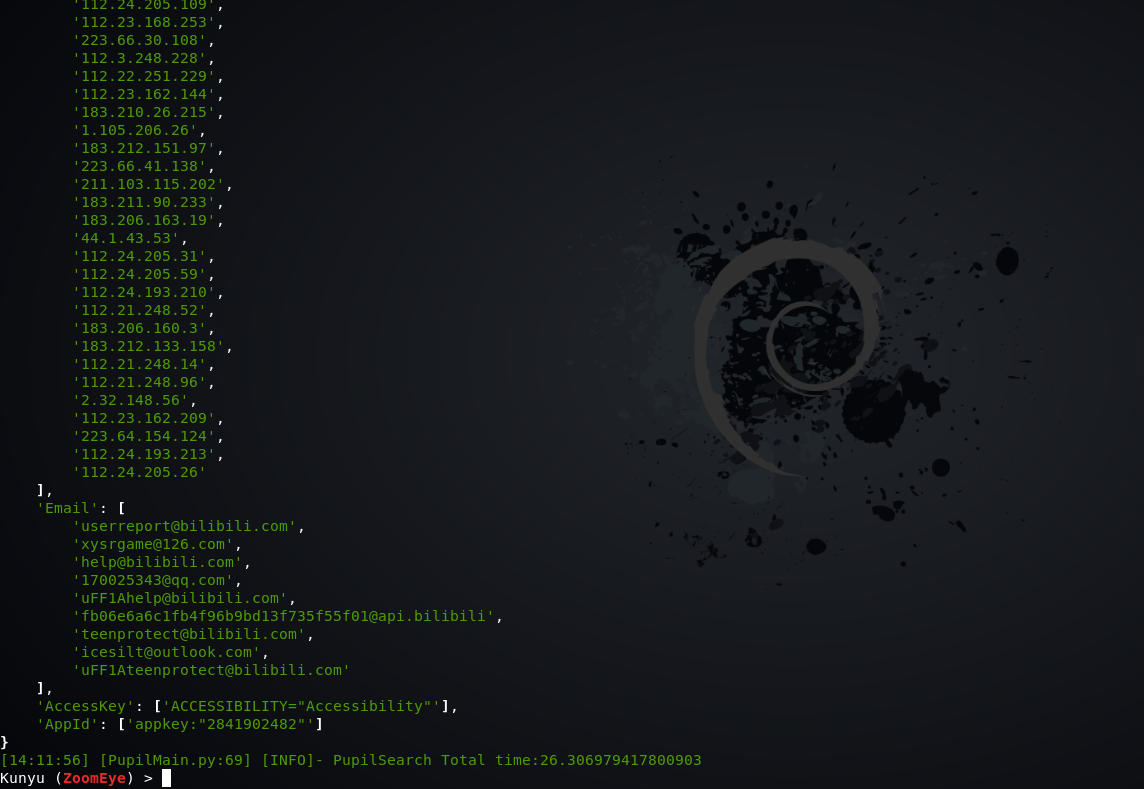 '112.24.205.109',
'112.23.168.253',
'223.66.30.108',
'112.3.248.228',
'112.22.251.229',
'112.23.162.144',
'183.210.26.215',
'1.105.206.26',
'183.212.151.97',
'223.66.41.138',
'211.103.115.202',
'183.211.90.233',
'183.206.163.19',
'44.1.43.53',
'112.24.205.31',
'112.24.205.59',
'112.24.193.210',
'112.21.248.52',
'183.206.160.3',
'183.212.133.158',
'112.21.248.14',
'112.21.248.96',
'2.32.148.56',
'112.23.162.209',
'223.64.154.124',
'112.24.193.213',
'112.24.205.26'
],
'Email': [
'userreport@bilibili.com',
'xysrgame@126.com',
'help@bilibili.com',
'170025343@qq.com',
'uFF1Ahelp@bilibili.com',
'fb06e6a6c1fb4f96b9bd13f735f55f01@api.bilibili',
'teenprotect@bilibili.com',
'icesilt@outlook.com',
'uFF1Ateenprotect@bilibili.com'
],
'AccessKey': ['ACCESSIBILITY="Accessibility"'],
'AppId': ['appkey:"2841902482"']
}
[14:11:56] [PupilMain.py:69] [INFO]- PupilSearch Total time:26.306979417800903
Kunyu (ZoomEye) >